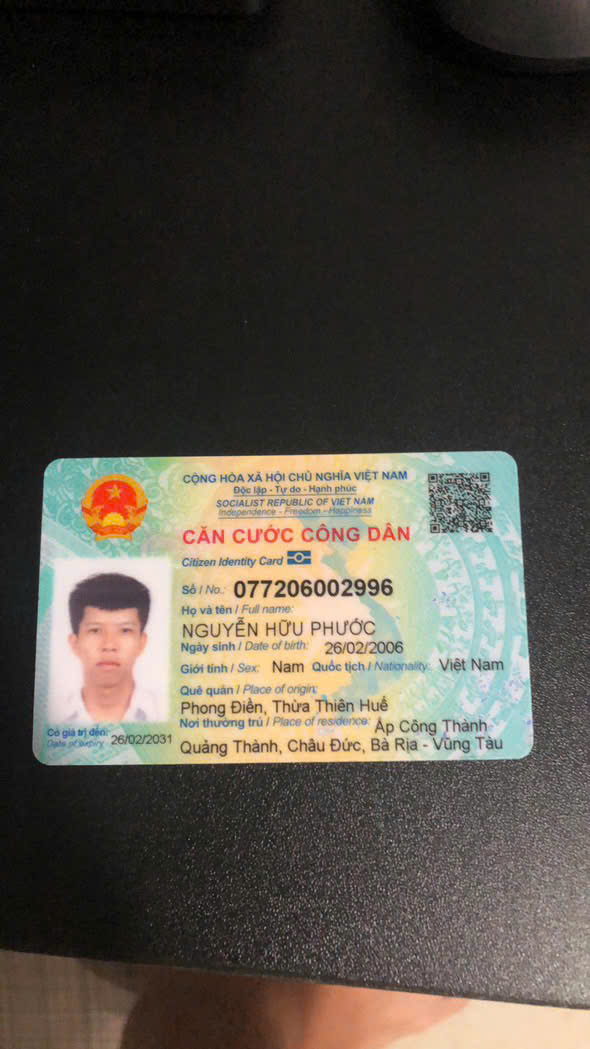 CỘNG HÒA XÃ HỘI CHỦ NGHĨA VIỆT NAM
Độc lập - Tự do - Hạnh phúc
SOCIALIST REPUBLIC OF VIET NAM
Independence - Freedom - Happiness
CĂN CƯỚC CÔNG DÂN
Citizen Identity Card
Số / No.: 077206002996
Họ và tên / Full name:
NGUYỄN HỮU PHƯỚC
Ngày sinh / Date of birth: 26/02/2006
Giới tính / Sex: Nam Quốc tịch / Nationality: Việt Nam
Quê quán / Place of origin:
Phong Điền, Thừa Thiên Huế
Nơi thường trú / Place of residence: Ấp Công Thành
Quảng Thành, Châu Đức, Bà Rịa - Vũng Tàu
Có giá trị đến: 26/02/2031
Date of expiry